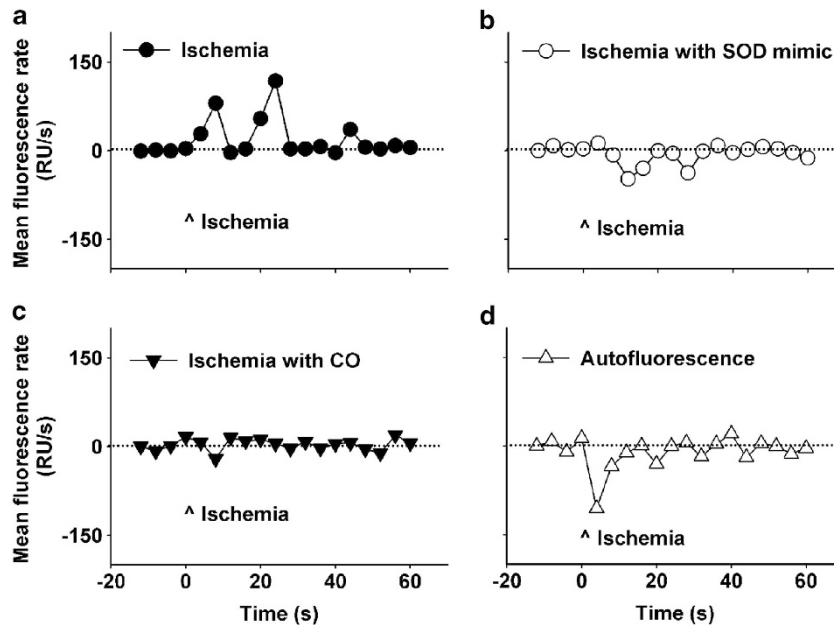 a
b
Mean fluorescence rate
(RU/s)
150
0
-150
Ischemia
^ Ischemia
Ischemia with SOD mimic
^ Ischemia
c
d
Mean fluorescence rate
(RU/s)
150
0
-150
Ischemia with CO
^ Ischemia
Autofluorescence
^ Ischemia
-20
0
20
40
60
Time (s)
-20
0
20
40
60
Time (s)